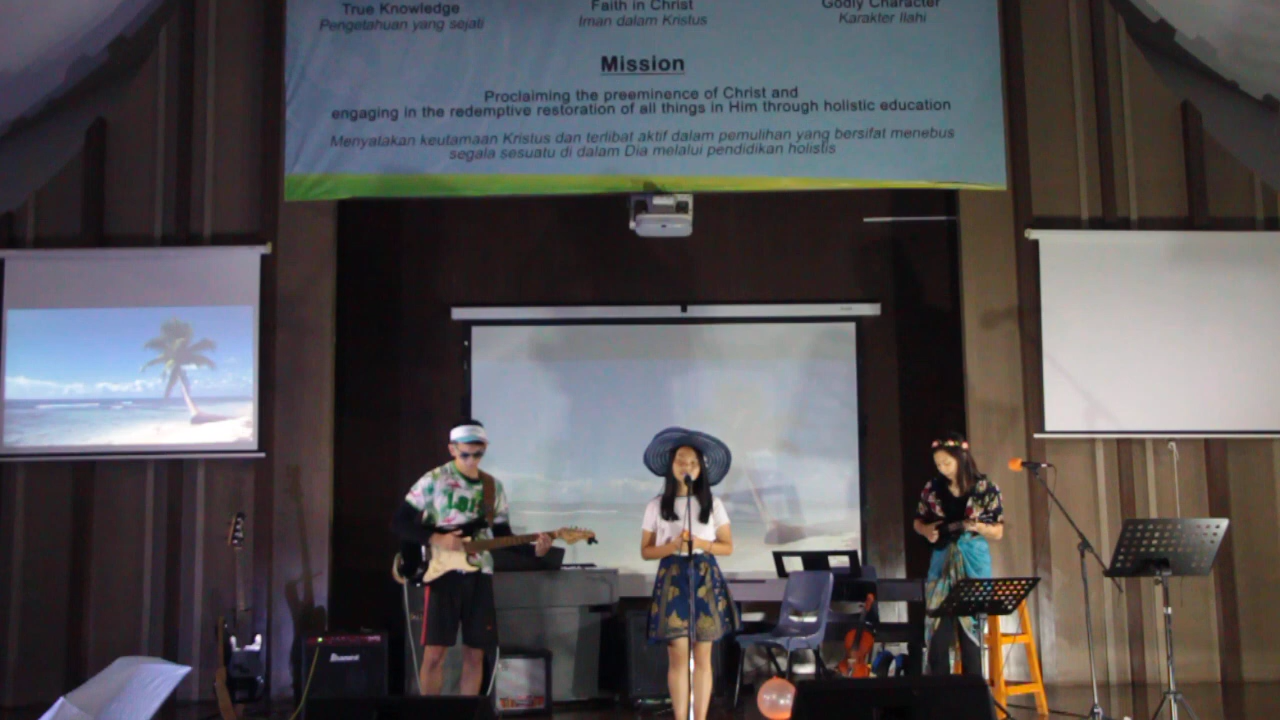 True Knowledge
Pengetahuan yang sejati
Faith in Christ
Iman dalam Kristus
Godly Character
Karakter Ilahi
Mission
Proclaiming the preeminence of Christ and
engaging in the redemptive restoration of all things in Him through holistic education
Menyatakan keutamaan Kristus dan terlibat aktif dalam pemulihan yang bersifat menebus
segala sesuatu di dalam Dia melalui pendidikan holistis
Ibanez